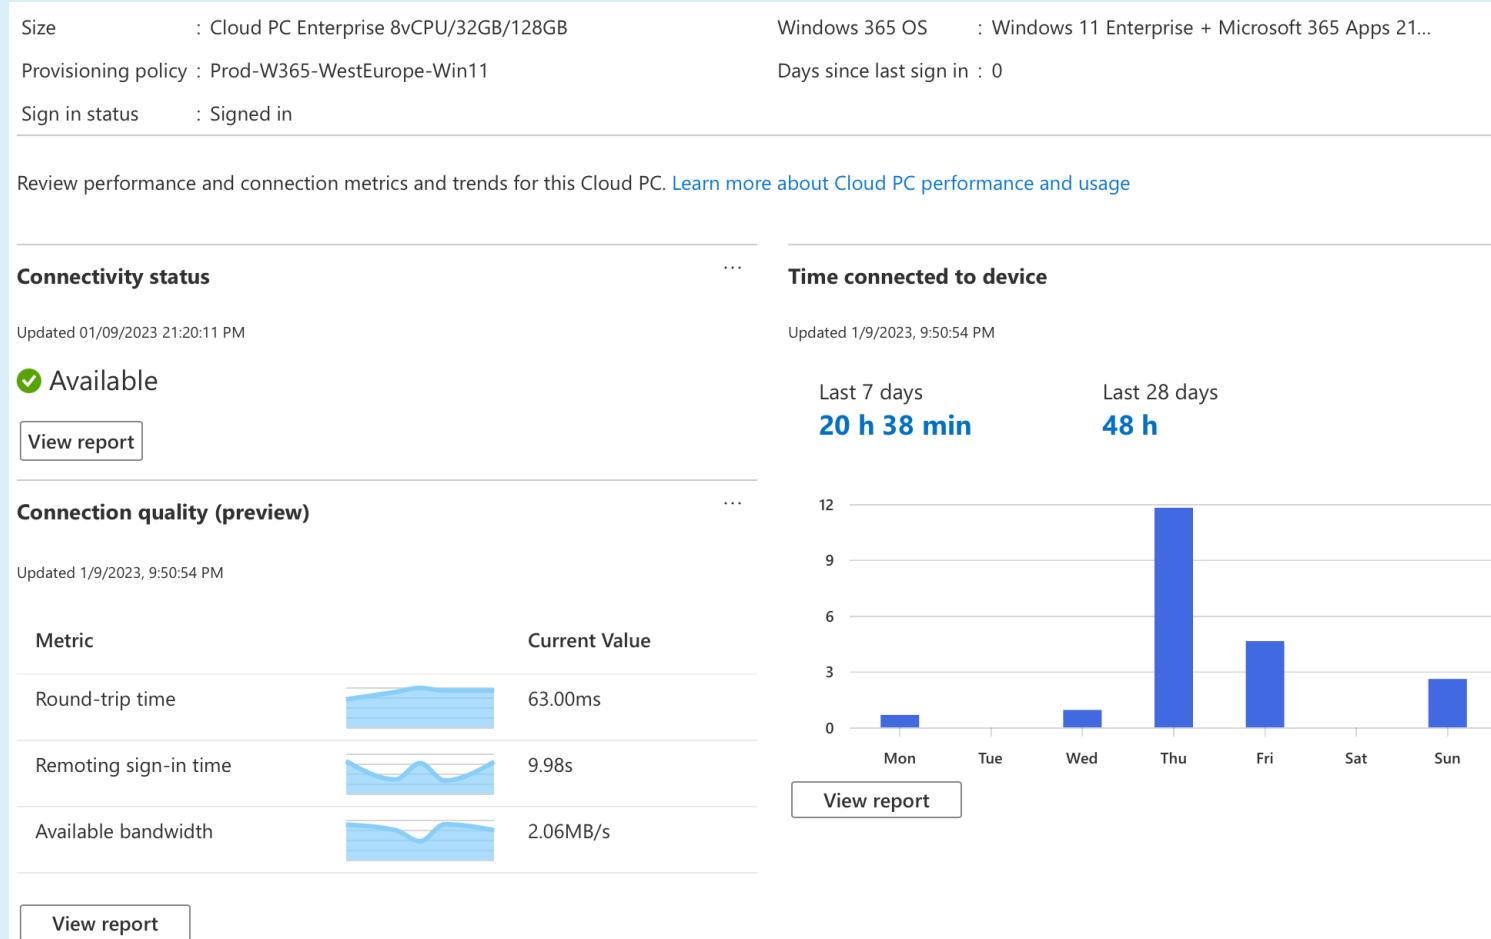 Size : Cloud PC Enterprise 8vCPU/32GB/128GB
Windows 365 OS : Windows 11 Enterprise + Microsoft 365 Apps 21...
Provisioning policy : Prod-W365-WestEurope-Win11
Days since last sign in : 0
Sign in status : Signed in
Review performance and connection metrics and trends for this Cloud PC. Learn more about Cloud PC performance and usage
Connectivity status
...
Updated 01/09/2023 21:20:11 PM
Available
View report
Connection quality (preview)
...
Updated 1/9/2023, 9:50:54 PM
Metric Current Value
Round-trip time 63.00ms
Remoting sign-in time 9.98s
Available bandwidth 2.06MB/s
View report
Time connected to device
Updated 1/9/2023, 9:50:54 PM
Last 7 days
20 h 38 min
Last 28 days
48 h
12
9
6
3
0
Mon Tue Wed Thu Fri Sat Sun
View report